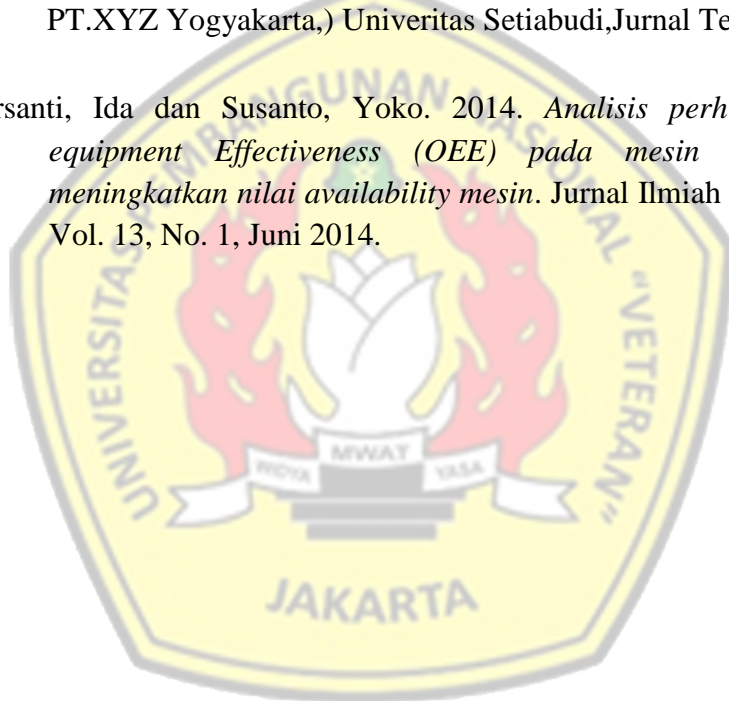 PT.XYZ Yogyakarta,) Univeritas Setiabudi,Jurnal Te
rsanti, Ida dan Susanto, Yoko. 2014. Analisis perh
equipment Effectiveness (OEE) pada mesin
meningkatkan nilai availability mesin. Jurnal Ilmiah
Vol. 13, No. 1, Juni 2014.
UNIVERSITAS PEMBANGUNAN NASIONAL "VETERAN"
WIDYA MWAT YASA
JAKARTA